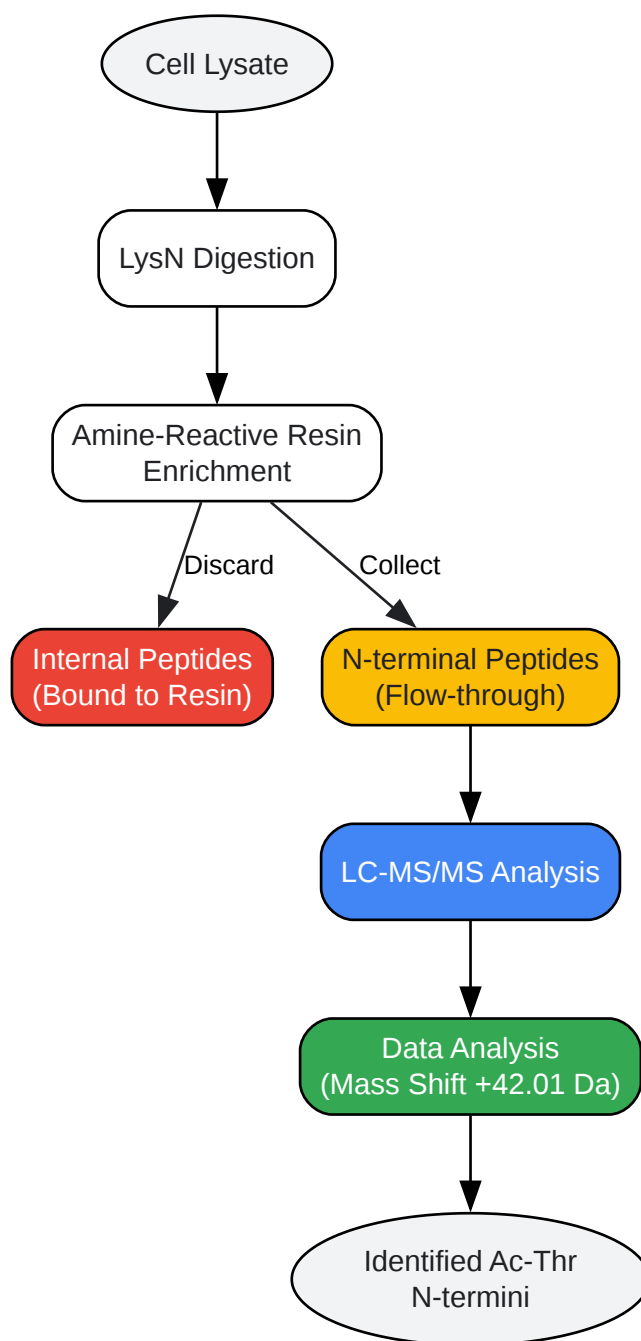 Cell Lysate
LysN Digestion
Amine-Reactive Resin
Enrichment
Discard
Collect
Internal Peptides
(Bound to Resin)
N-terminal Peptides
(Flow-through)
LC-MS/MS Analysis
Data Analysis
(Mass Shift +42.01 Da)
Identified Ac-Thr
N-termini